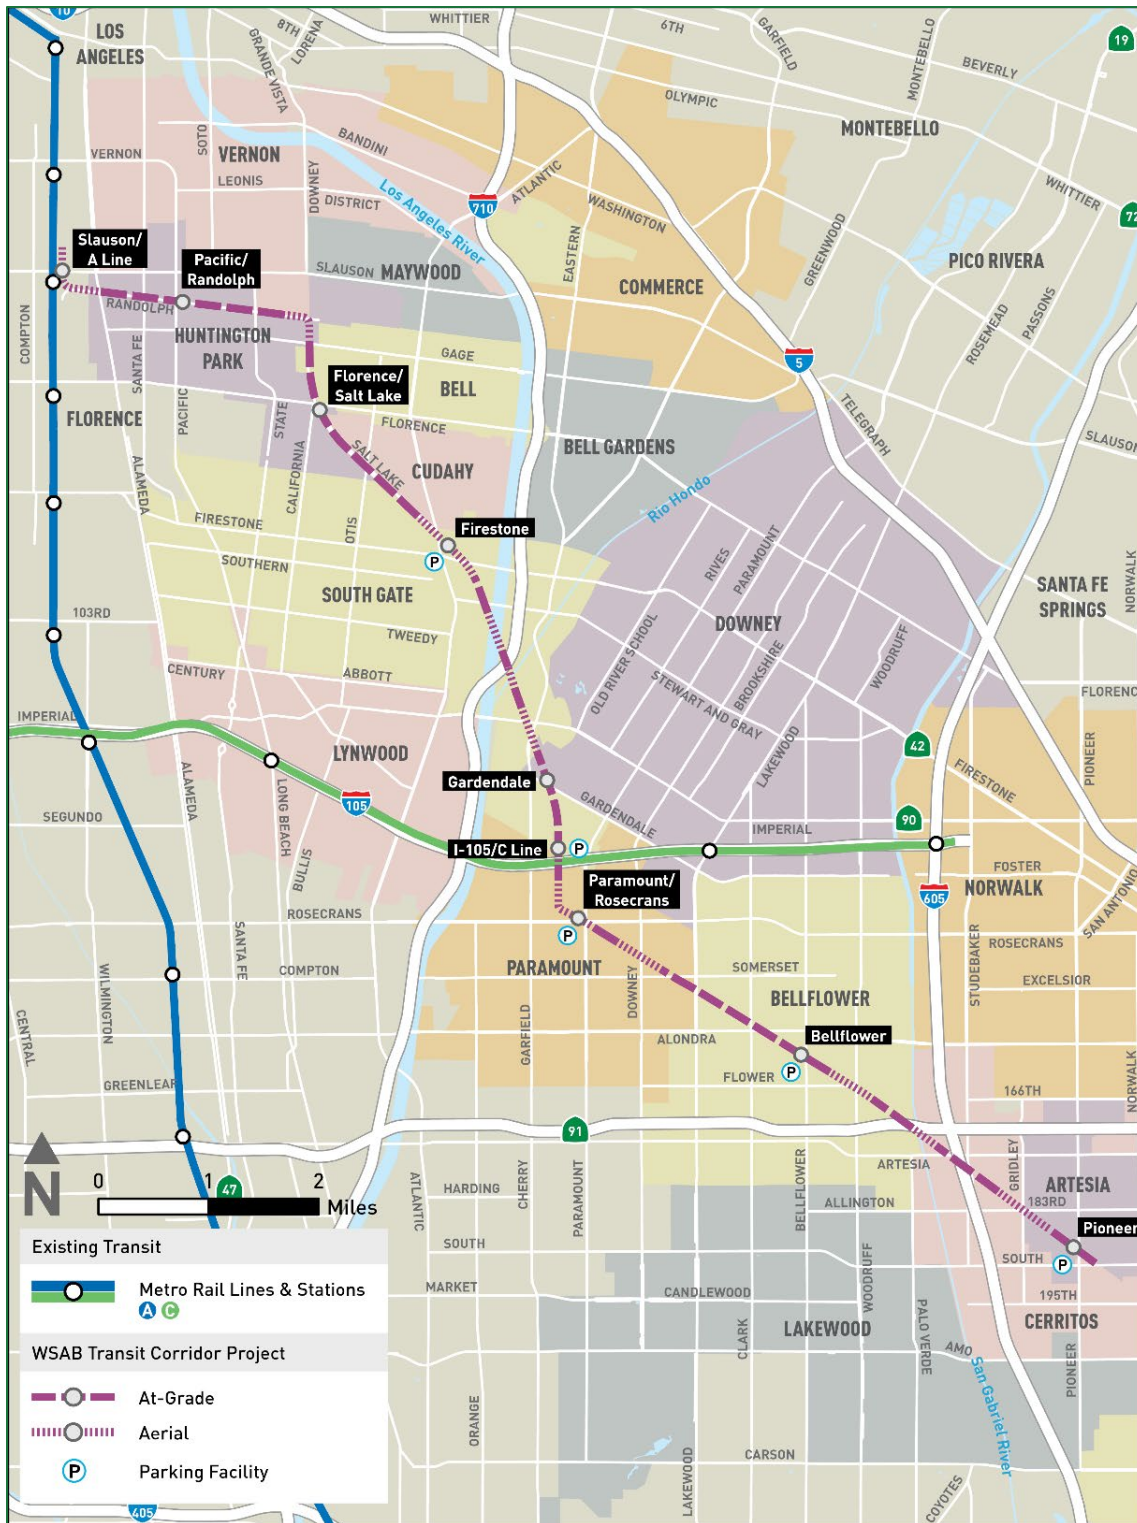 10
LOS
ANGELES
8TH
LORENA
GRANDE VISTA
WHITTIER
6TH
GARFIELD
MONTEBELLO
19
BEVERLY
OLYMPIC
MONTEBELLO
VERNON
SOTO
VERNON
BANDINI
LEONIS
DOWNEY
DISTRICT
Los Angeles River
710
ATLANTIC
WASHINGTON
WHITTIER
72
Slauson/
A Line
Pacific/
Randolph
SLAUSON
MAYWOOD
EASTERN
COMMERCE
GREENWOOD
PICO RIVERA
PASSONS
ROSEMEAD
COMPTON
RANDOLPH
HUNTINGTON
PARK
SANTA FE
GAGE
5
Florence/
Salt Lake
BELL
FLORENCE
PACIFIC
STATE
FLORENCE
TELEGRAPH
SLAUSON
ALAMEDA
CALIFORNIA
SALT LAKE
CUDAHY
BELL GARDENS
Rio Hondo
FIRESTONE
OTIS
Firestone
P
SOUTHERN
SOUTH GATE
RIVES
PARAMOUNT
NORWALK
SANTA FE
SPRINGS
103RD
TWEEDY
DOWNEY
OLD RIVER SCHOOL
BROOKSHIRE
WOODRUFF
CENTURY
ABBOTT
STEWART AND GRAY
FLORENC
IMPERIAL
LYNWOOD
LAKEWOOD
42
PIONEER
FIRESTONE
Gardendale
GARDENDALE
ALAMEDA
LONG BEACH
105
SEGUNDO
BULLIS
I-105/C Line
P
IMPERIAL
90
FOSTER
NORWALK
605
SAN ANTONIO
Paramount/
Rosecrans
P
ROSECRANS
ROSECRANS
SANTA FE
COMPTON
WILMINGTON
PARAMOUNT
DOWNEY
SOMERSET
BELLFLOWER
STUDEBAKER
EXCELSIOR
CENTRAL
GARFIELD
ALONDRA
Bellflower
P
FLOWER
GREENLEAF
166TH
NORWALK
91
N
0 1 2
Miles
47
ATLANTIC
HARDING
CHERRY
PARAMOUNT
BELLFLOWER
ARTESIA
GRIDLEY
ARTESIA
ALLINGTON
183RD
Pioneer
P
SOUTH
WOODRUFF
SOUTH
MARKET
CANDLEWOOD
195TH
CERRITOS
LAKEWOOD
CLARK
PALO VERDE
AMO
San Gabriel River
PIONEER
ORANGE
CARSON
LAKEWOOD
COYOTES
Existing Transit
Metro Rail Lines & Stations
A C
WSAB Transit Corridor Project
At-Grade
Aerial
P Parking Facility
405